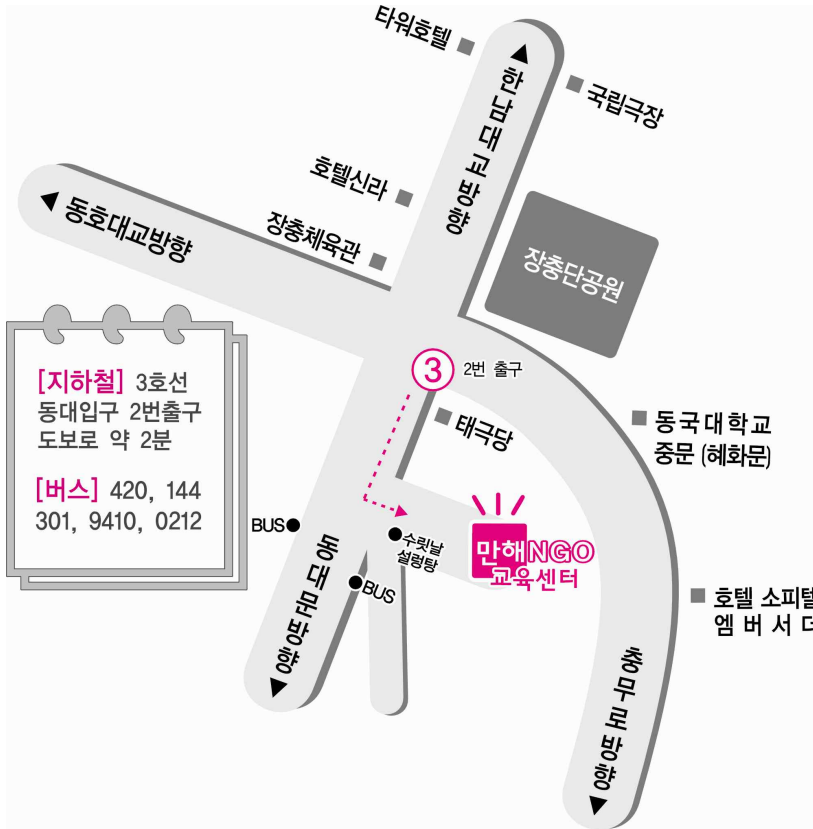 타워호텔
한남대교방향
국립극장
호텔신라
장충체육관
동호대교방향
장충단공원
[지하철] 3호선
동대입구 2번출구
도보로 약 2분
[버스] 420, 144
301, 9410, 0212
3
2번 출구
태극당
동국대학교
중문 (혜화문)
BUS
수릿날
설렁탕
만해NGO
교육센터
BUS
동대문방향
호텔 소피텔
엠버서더
충무로방향